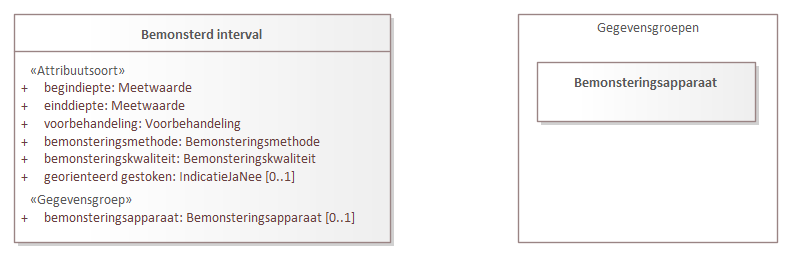 Bemonsterd interval
«Attribuutsoort»
+ begindiepte: Meetwaarde
+ einddiepte: Meetwaarde
+ voorbehandeling: Voorbehandeling
+ bemonsteringsmethode: Bemonsteringsmethode
+ bemonsteringskwaliteit: Bemonsteringskwaliteit
+ georienteerd gestoken: IndicatieJaNee [0..1]
«Gegevensgroep»
+ bemonsteringsapparaat: Bemonsteringsapparaat [0..1]
Gegevensgroepen
Bemonsteringsapparaat